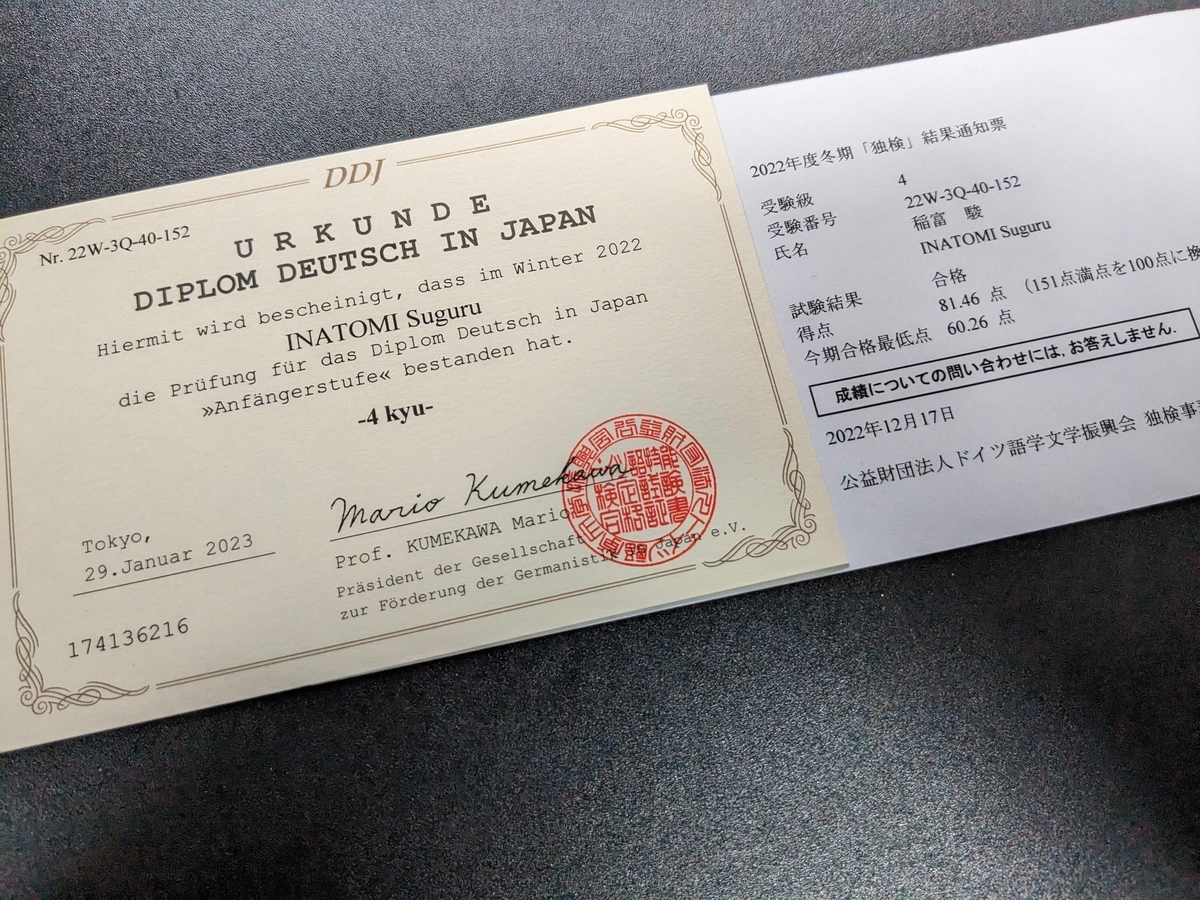 DDJ
Nr. 22W-3Q-40-152
URKUNDE
DIPLOM DEUTSCH IN JAPAN
Hiermit wird bescheinigt, dass im Winter 2022
INATOMI Suguru
die Prüfung für das Diplom Deutsch in Japan
»Anfängerstufe« bestanden hat.
-4 kyu-
Mario Kumekawa
Tokyo,
29.Januar 2023
Prof. KUMEKAWA Mario
Präsident der Gesellschaft
zur Förderung der Germanistik Japan e.V.
174136216
2022年度冬期「独検」結果通知票
受験級 4
受験番号 22W-3Q-40-152
氏名 稲富 駿
INATOMI Suguru
試験結果 合格
得点 81.46 点 (151点満点を100点に換
今期合格最低点 60.26 点
成績についての問い合わせには, お答えしません.
2022年12月17日
公益財団法人ドイツ語学文学振興会 独検事